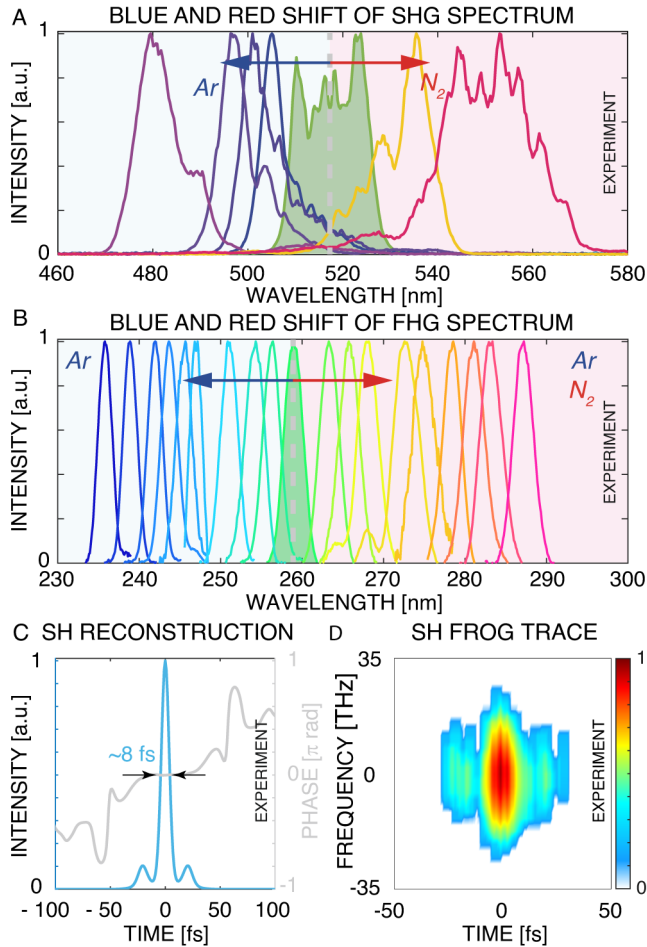 A
BLUE AND RED SHIFT OF SHG SPECTRUM
INTENSITY [a.u.]
1
0
Ar
N2
EXPERIMENT
460 480 500 520 540 560 580
WAVELENGTH [nm]
B
BLUE AND RED SHIFT OF FHG SPECTRUM
INTENSITY [a.u.]
1
0
Ar
Ar
N2
EXPERIMENT
230 240 250 260 270 280 290 300
WAVELENGTH [nm]
C SH RECONSTRUCTION
INTENSITY [a.u.]
1
0
~8 fs
EXPERIMENT
1
0
-1
PHASE [π rad]
- 100 - 50 0 50 100
TIME [fs]
D SH FROG TRACE
FREQUENCY [THz]
35
0
-35
EXPERIMENT
1
0
-50 0 50
TIME [fs]